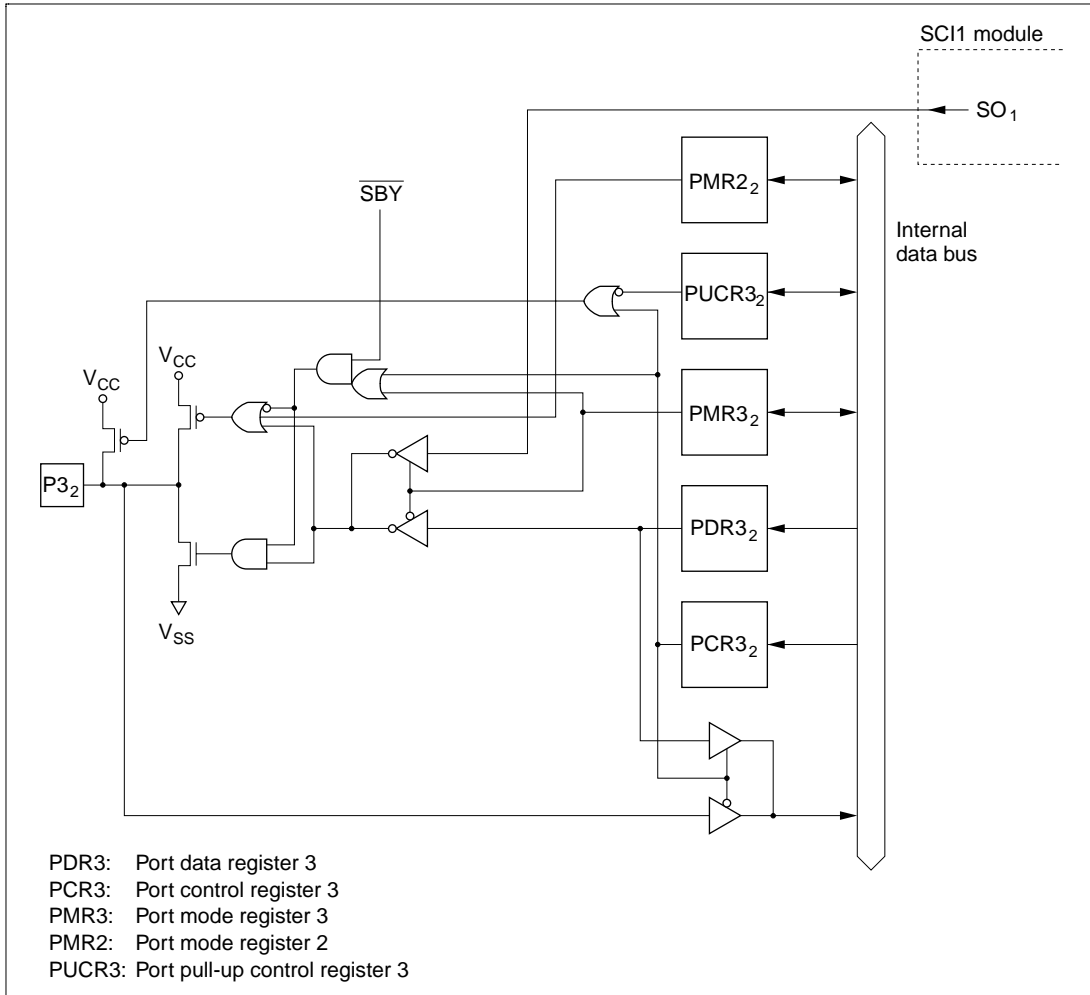 SCI1 module
SO1
PMR22
SBY
Internal
data bus
PUCR32
VCC
VCC
PMR32
P32
PDR32
VSS
PCR32
PDR3: Port data register 3
PCR3: Port control register 3
PMR3: Port mode register 3
PMR2: Port mode register 2
PUCR3: Port pull-up control register 3